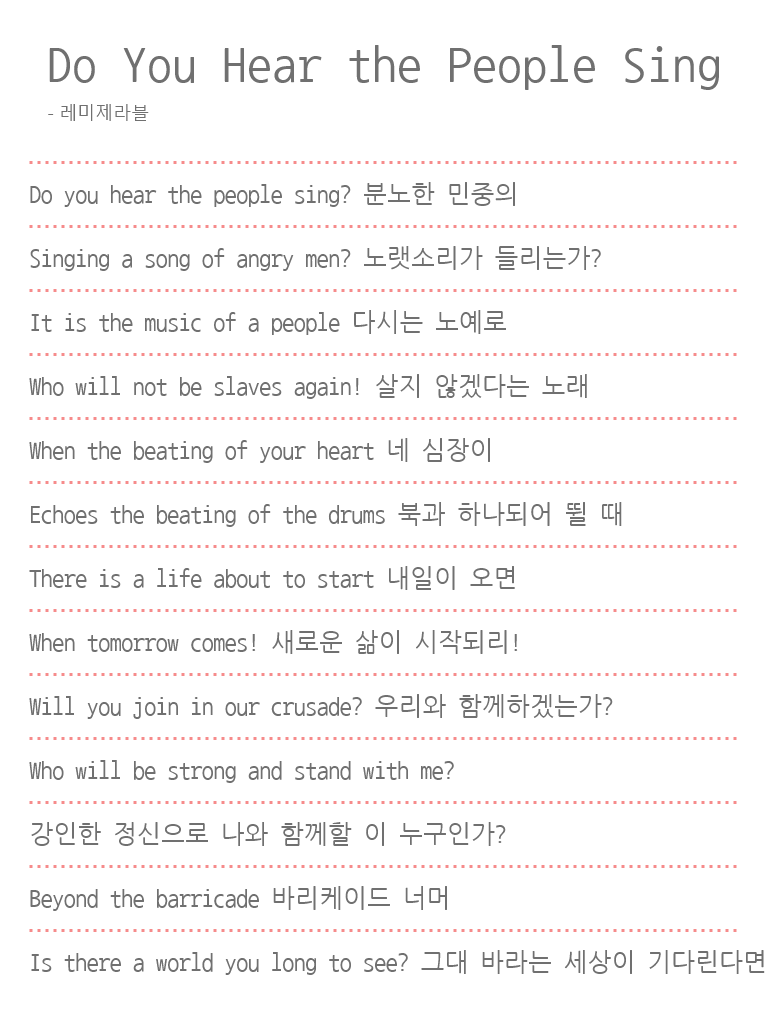 Do You Hear the People Sing
- 레미제라블
Do you hear the people sing? 분노한 민중의
Singing a song of angry men? 노랫소리가 들리는가?
It is the music of a people 다시는 노예로
Who will not be slaves again! 살지 않겠다는 노래
When the beating of your heart 네 심장이
Echoes the beating of the drums 북과 하나되어 뛸 때
There is a life about to start 내일이 오면
When tomorrow comes! 새로운 삶이 시작되리!
Will you join in our crusade? 우리와 함께하겠는가?
Who will be strong and stand with me?
강인한 정신으로 나와 함께할 이 누구인가?
Beyond the barricade 바리케이드 너머
Is there a world you long to see? 그대 바라는 세상이 기다린다면